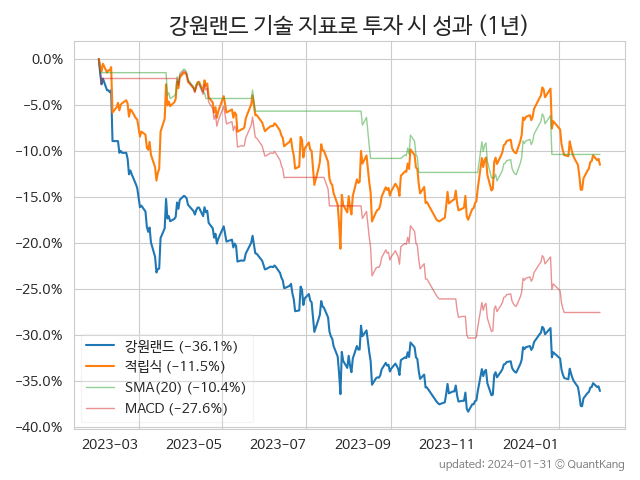 강원랜드 기술 지표로 투자 시 성과 (1년)
0.0%
−5.0%
−10.0%
−15.0%
−20.0%
−25.0%
−30.0%
−35.0%
−40.0%
강원랜드 (−36.1%)
적립식 (−11.5%)
SMA(20) (−10.4%)
MACD (−27.6%)
2023-03 2023-05 2023-07 2023-09 2023-11 2024-01
updated: 2024-01-31 © QuantKang